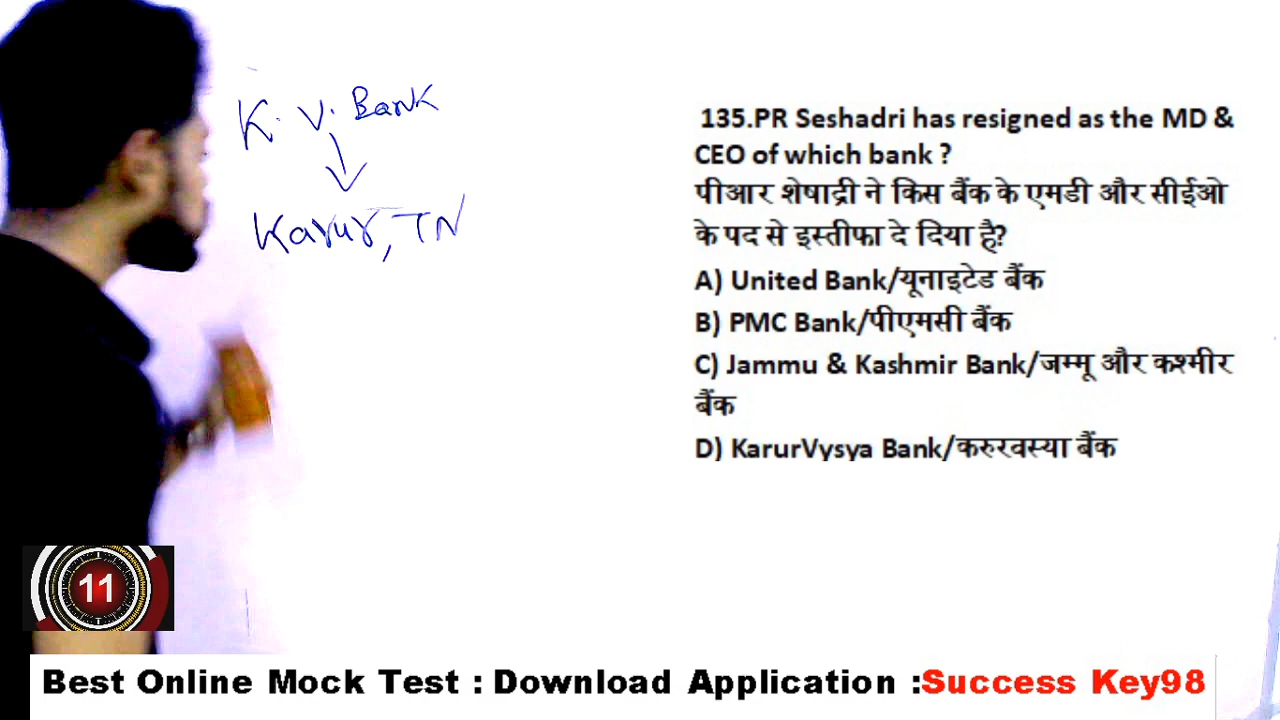 K. V. Bank
Karur, TN
135.PR Seshadri has resigned as the MD &
CEO of which bank ?
पीआर शेषाद्री ने किस बैंक के एमडी और सीईओ
के पद से इस्तीफा दे दिया है?
A) United Bank/यूनाइटेड बैंक
B) PMC Bank/पीएमसी बैंक
C) Jammu & Kashmir Bank/जम्मू और कश्मीर
बैंक
D) KarurVysya Bank/करुरवस्या बैंक
11
Best Online Mock Test : Download Application :Success Key98